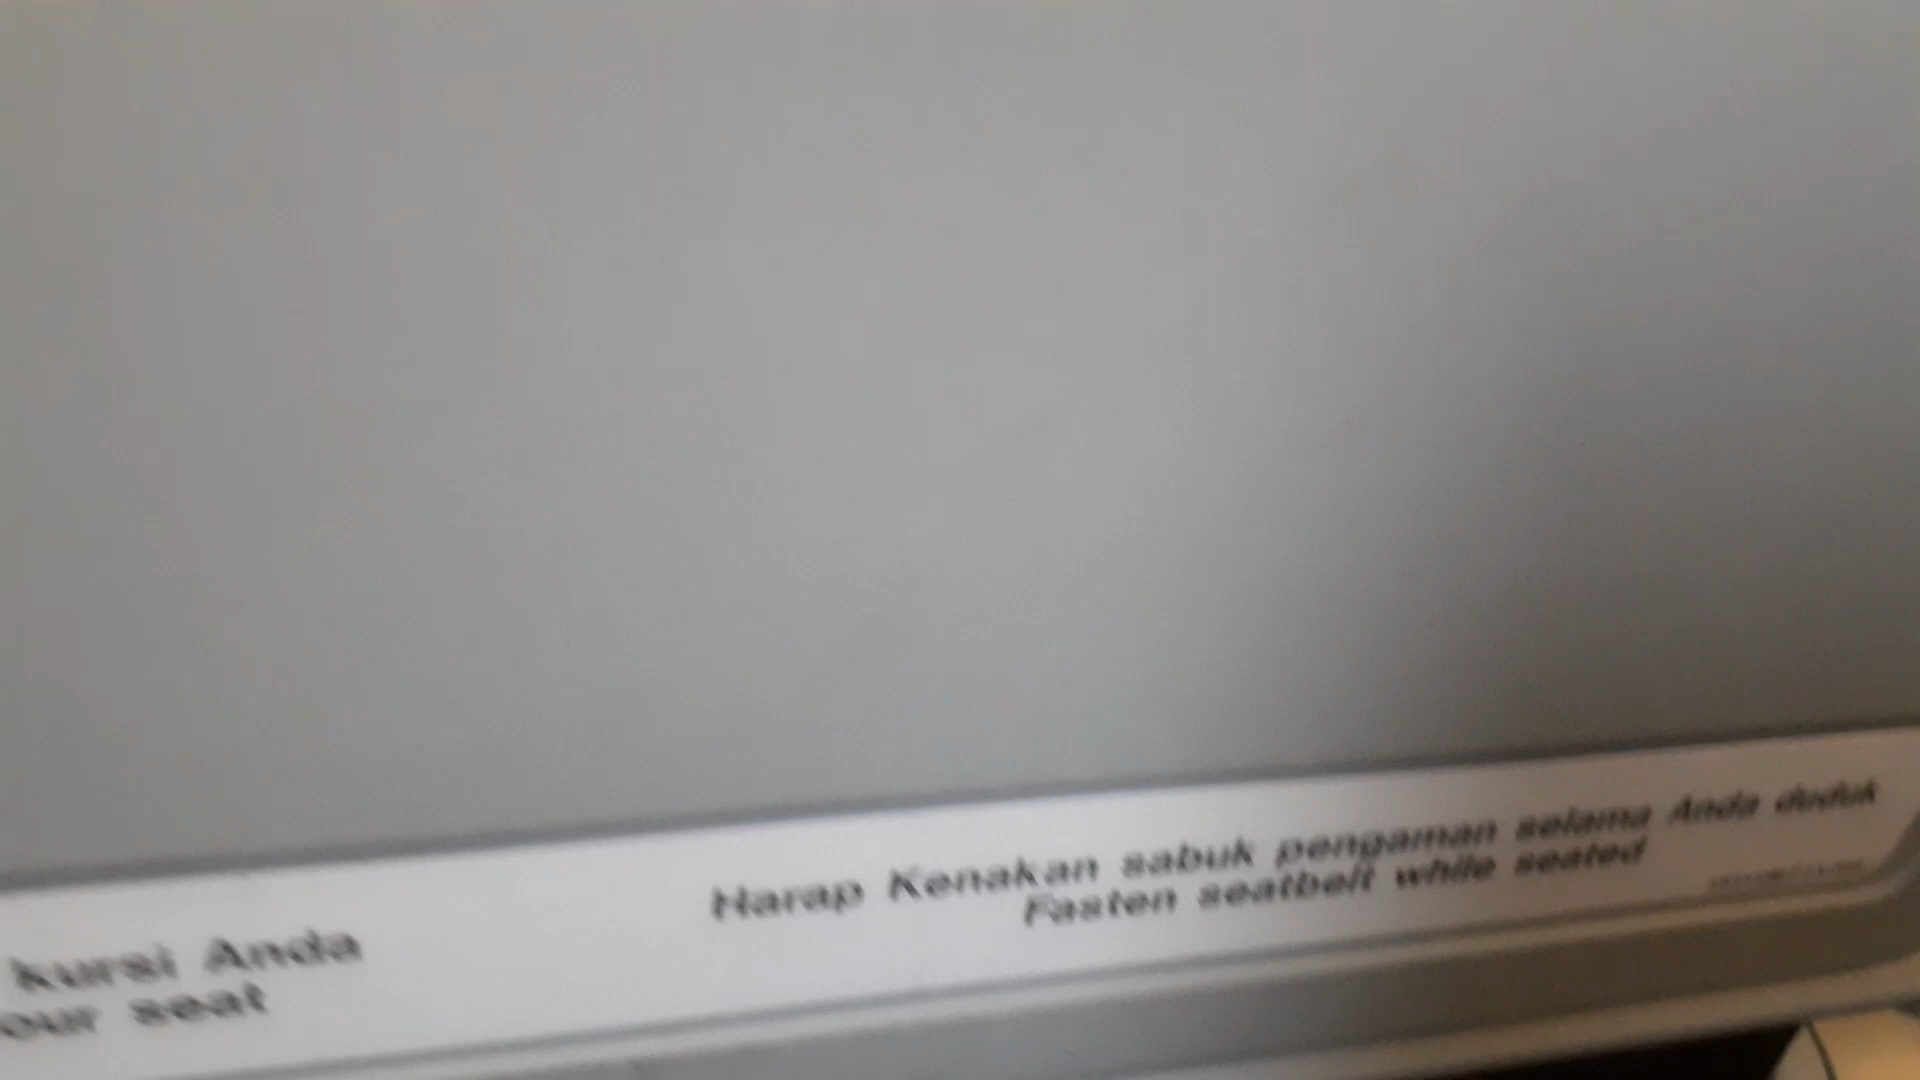 kursi Anda
our seat
Harap Kenakan sabuk pengaman selama Anda duduk
Fasten seatbelt while seated